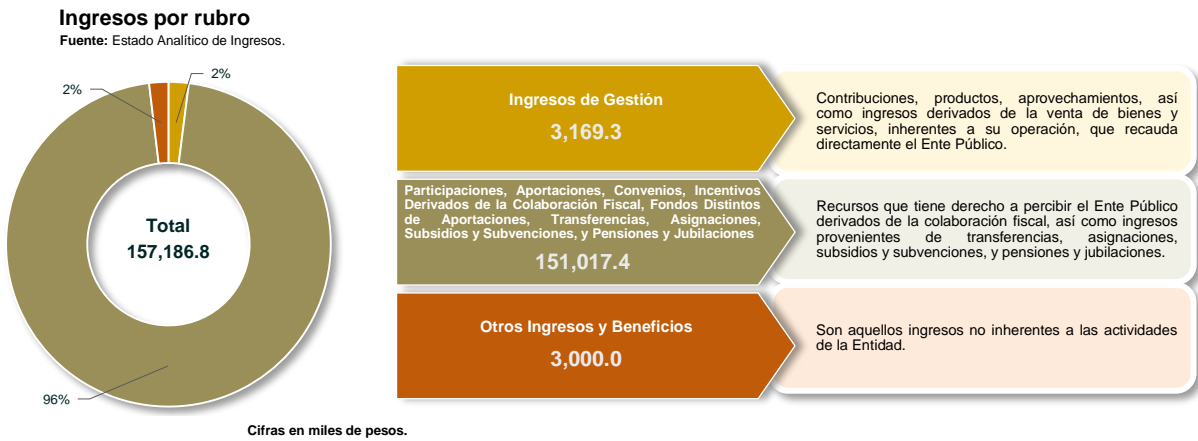 Ingresos por rubro
Fuente: Estado Analítico de Ingresos.
2%
2%
Total
157,186.8
96%
Ingresos de Gestión
3,169.3
Contribuciones, productos, aprovechamientos, así
como ingresos derivados de la venta de bienes y
servicios, inherentes a su operación, que recauda
directamente el Ente Público.
Participaciones, Aportaciones, Convenios, Incentivos
Derivados de la Colaboración Fiscal, Fondos Distintos
de Aportaciones, Transferencias, Asignaciones,
Subsidios y Subvenciones, y Pensiones y Jubilaciones
151,017.4
Recursos que tiene derecho a percibir el Ente Público
derivados de la colaboración fiscal, así como ingresos
provenientes de transferencias, asignaciones,
subsidios y subvenciones, y pensiones y jubilaciones.
Otros Ingresos y Beneficios
3,000.0
Son aquellos ingresos no inherentes a las actividades
de la Entidad.
Cifras en miles de pesos.